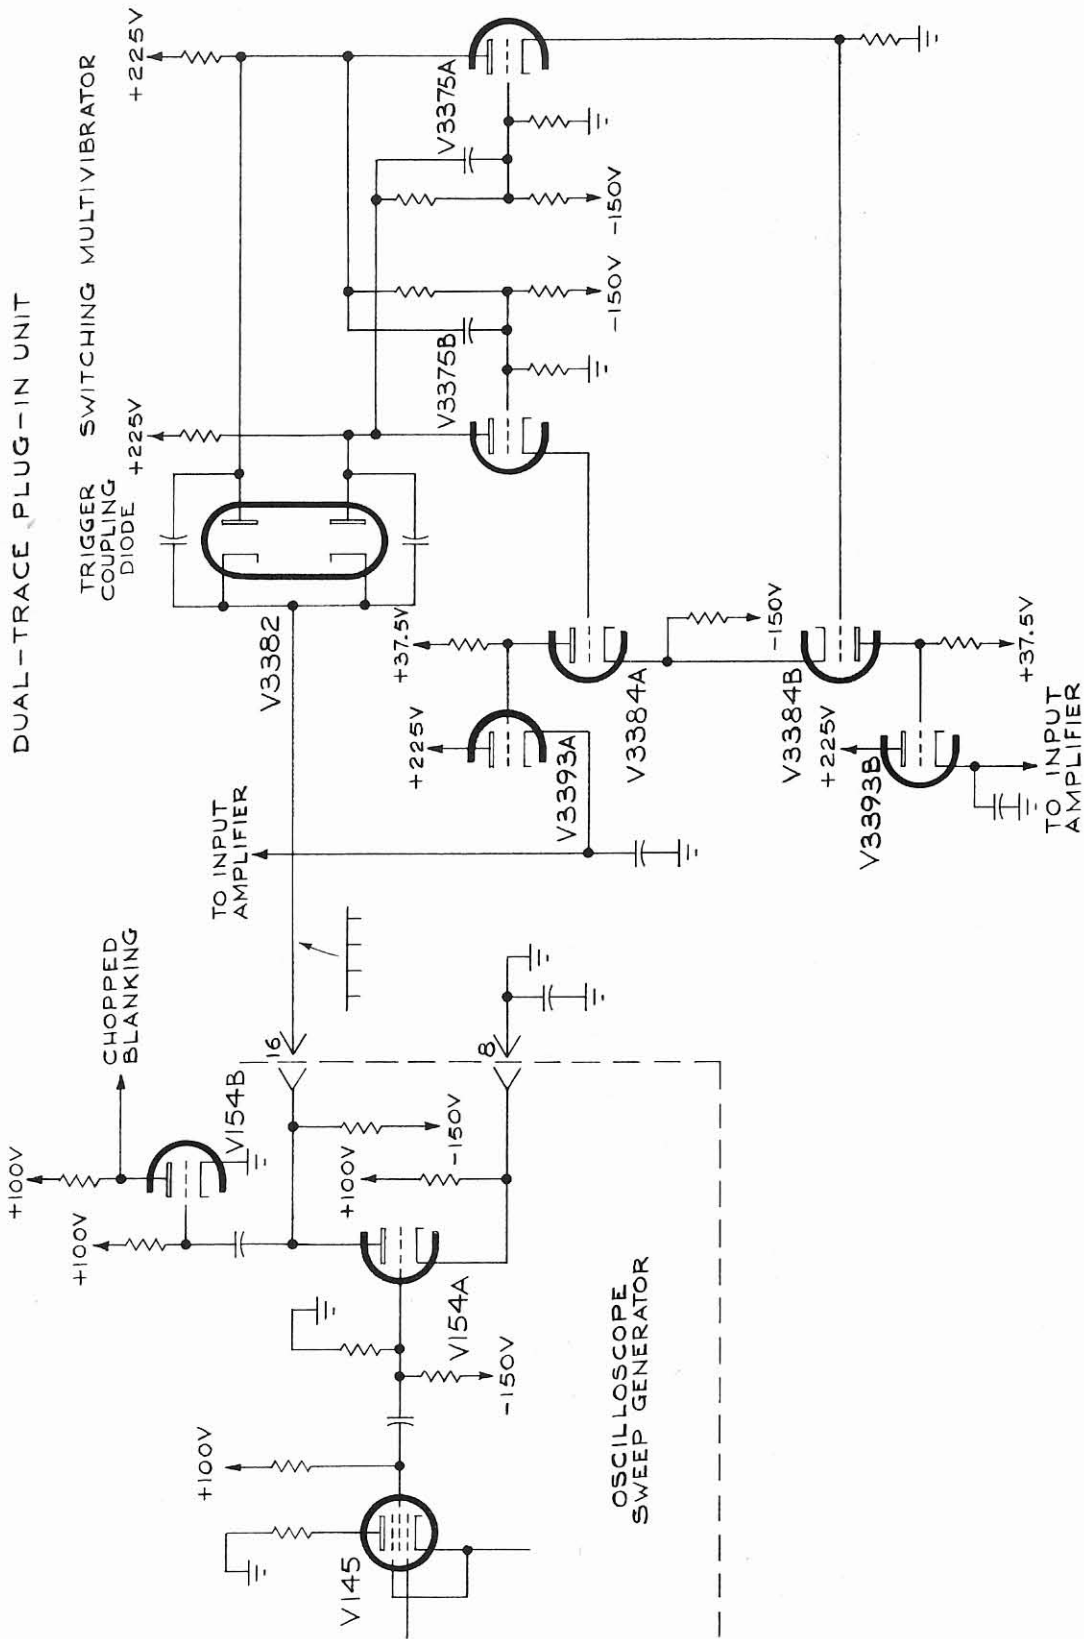 DUAL-TRACE PLUG-IN UNIT
SWITCHING MULTIVIBRATOR
+225V
V3375A
-150V
-150V
V3375B
+225V
TRIGGER
COUPLING
DIODE
V3382
+37.5V
V3384A
-150V
+225V
V3393A
V3384B
+37.5V
+225V
V3393B
TO INPUT
AMPLIFIER
TO INPUT
AMPLIFIER
CHOPPED
BLANKING
16
8
+100V
V154B
+100V
-150V
+100V
V154A
-150V
+100V
V145
OSCILLOSCOPE
SWEEP GENERATOR